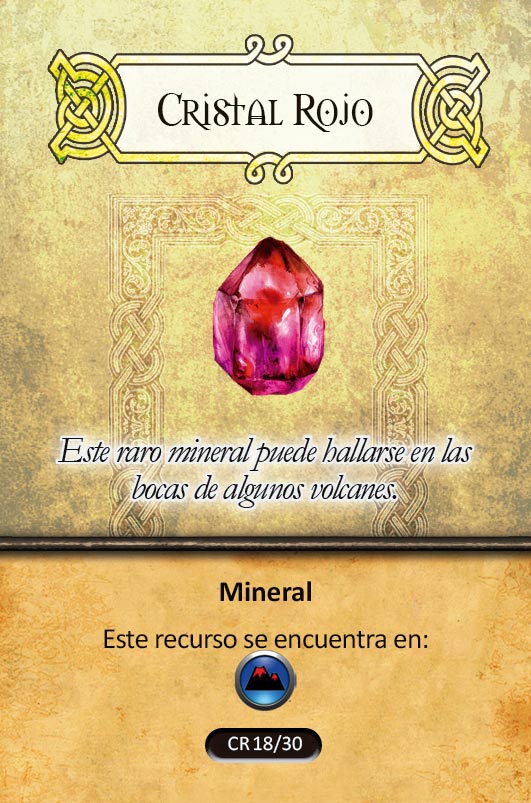 Cristal Rojo
Este raro mineral puede hallarse en las
bocas de algunos volcanes.
Mineral
Este recurso se encuentra en:
CR 18/30